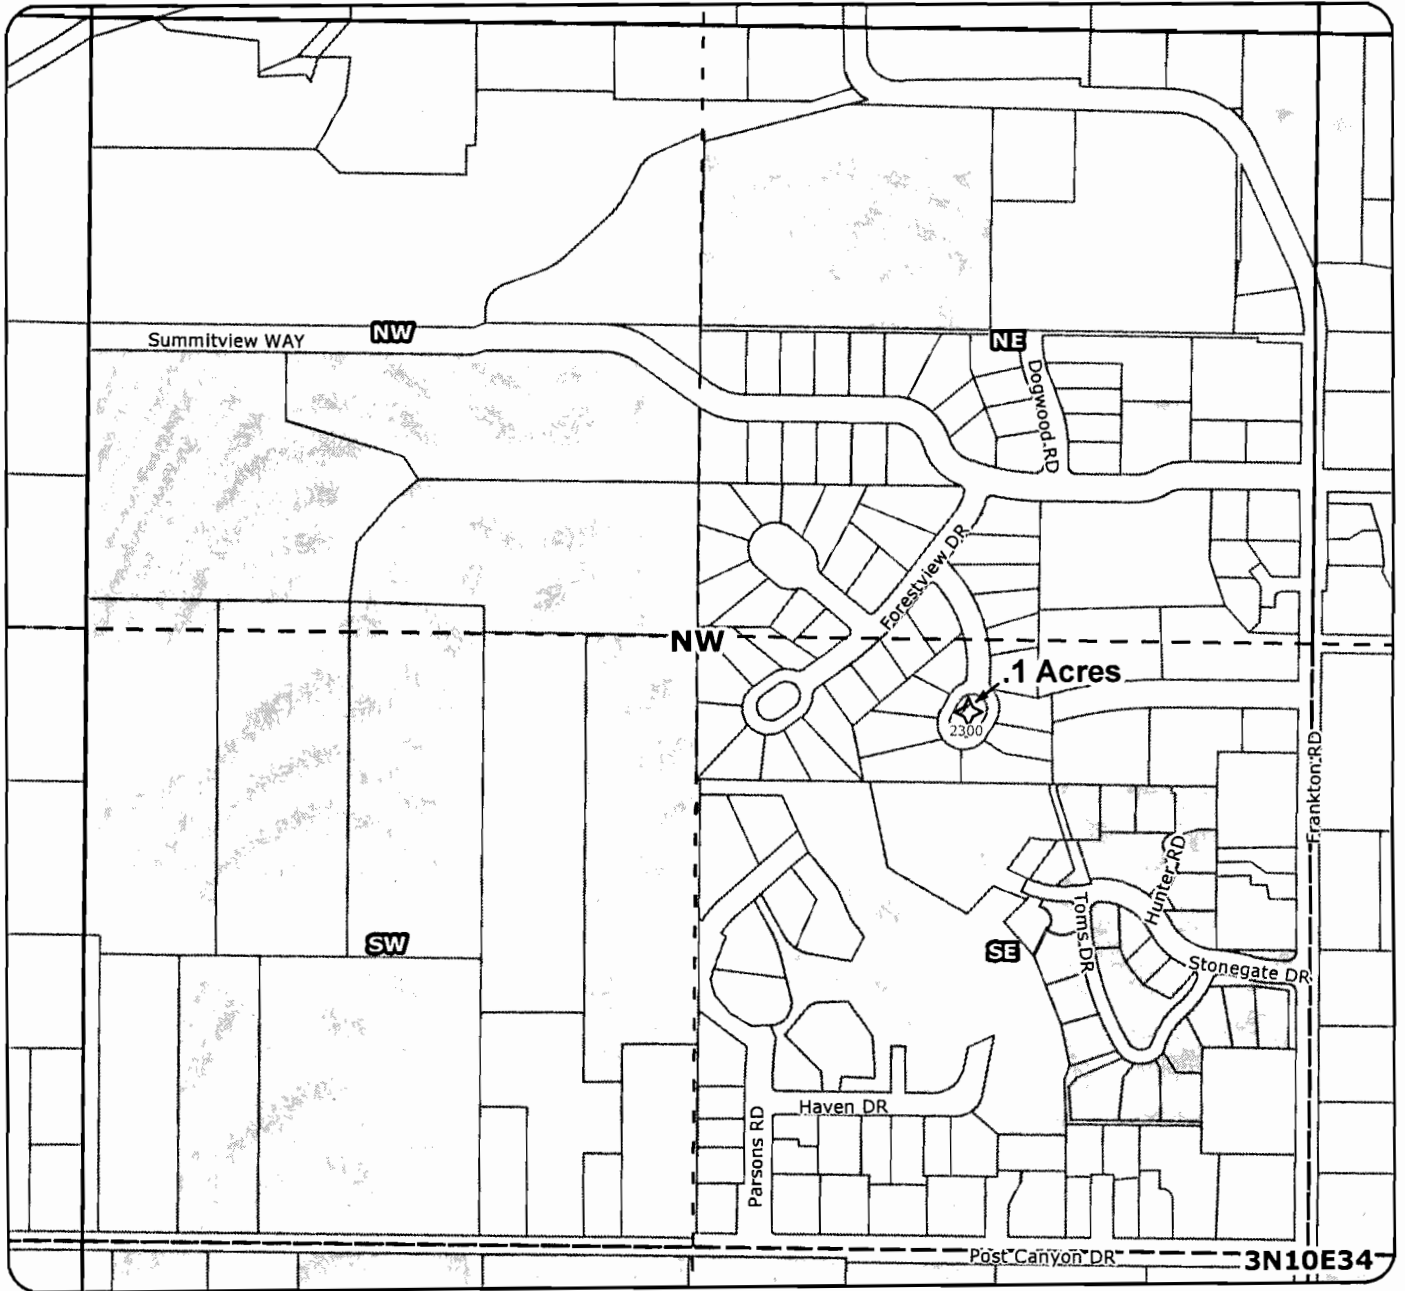 NW
Summitview WAY
NE
Dogwood RD
Forestview DR
NW
.1 Acres
2300
Frankton RD
Hunter RD
Toms DR
SW
SE
Stonegate DR
Haven DR
Parsons RD
Post Canyon DR
3N10E34